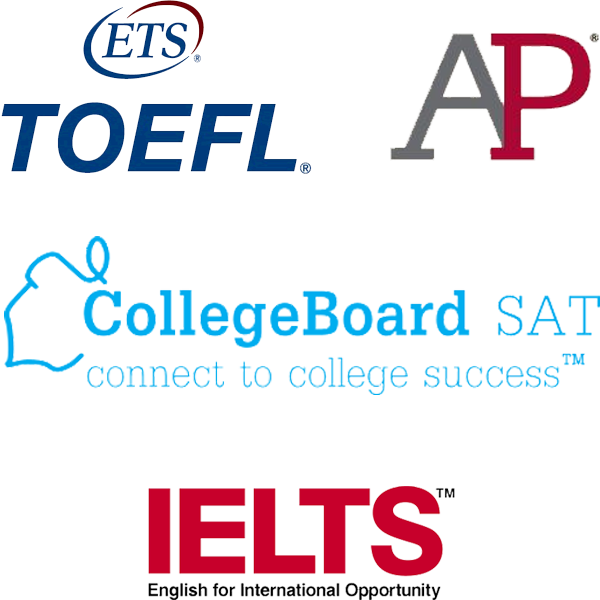 ETS®
TOEFL®
AP®
CollegeBoard SAT
connect to college success™
IELTS™
English for International Opportunity